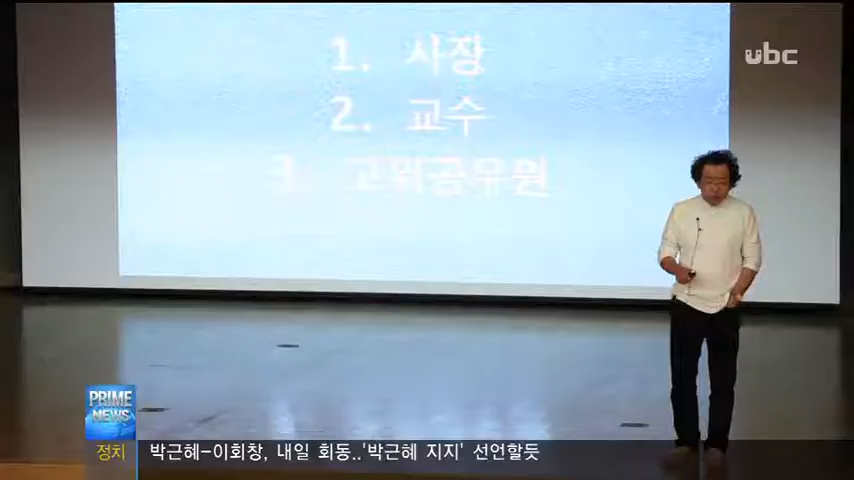 1. 사장
2. 교수
3. 고위공무원
ubc
PRIME
NEWS
정치
박근혜-이회창, 내일 회동..'박근혜 지지' 선언할듯